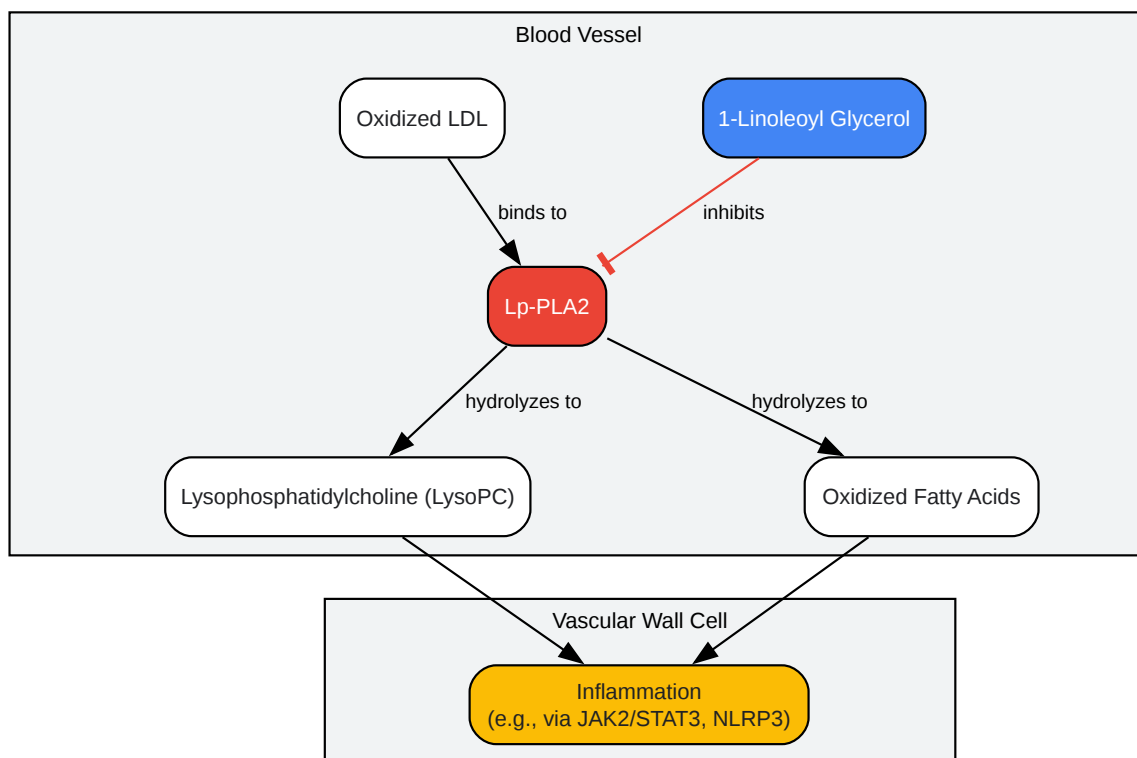 Blood Vessel
Oxidized LDL
1-Linoleoyl Glycerol
binds to
inhibits
Lp-PLA2
hydrolyzes to
hydrolyzes to
Lysophosphatidylcholine (LysoPC)
Oxidized Fatty Acids
Vascular Wall Cell
Inflammation
(e.g., via JAK2/STAT3, NLRP3)